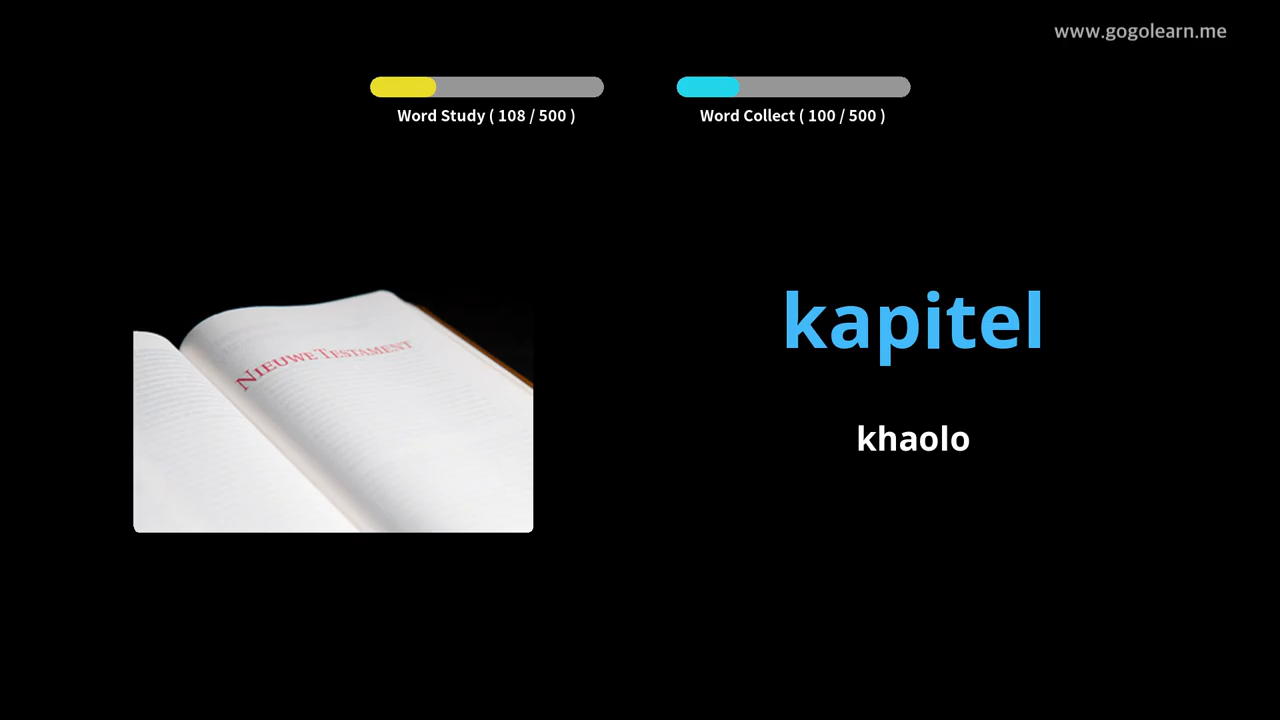 www.gogolearn.me
Word Study ( 108 / 500 )
Word Collect ( 100 / 500 )
NIEUWE TESTAMENT
kapitel
khaolo